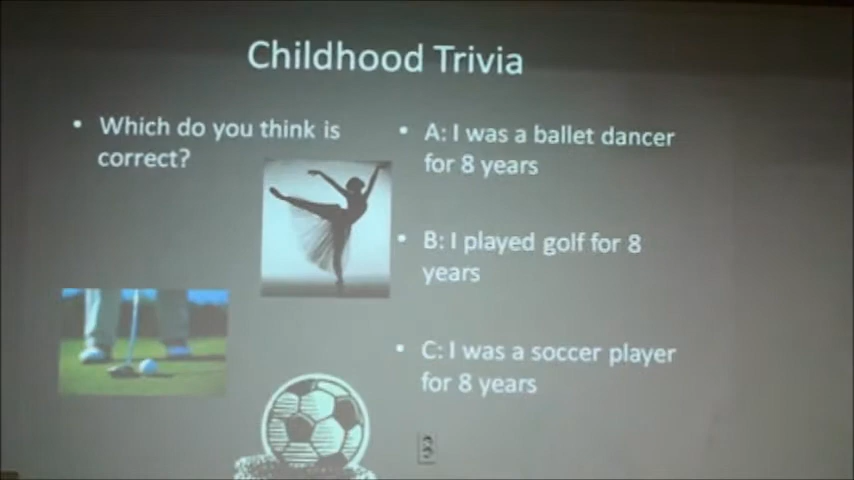 Childhood Trivia
• Which do you think is
correct?
• A: I was a ballet dancer
for 8 years
• B: I played golf for 8
years
• C: I was a soccer player
for 8 years